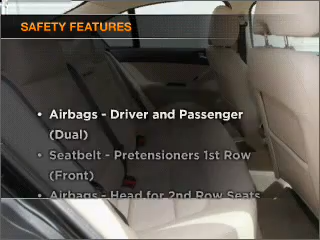 SAFETY FEATURES
• Airbags - Driver and Passenger
(Dual)
• Seatbelt - Pretensioners 1st Row
(Front)
• Airbags - Head for 2nd Row Seats